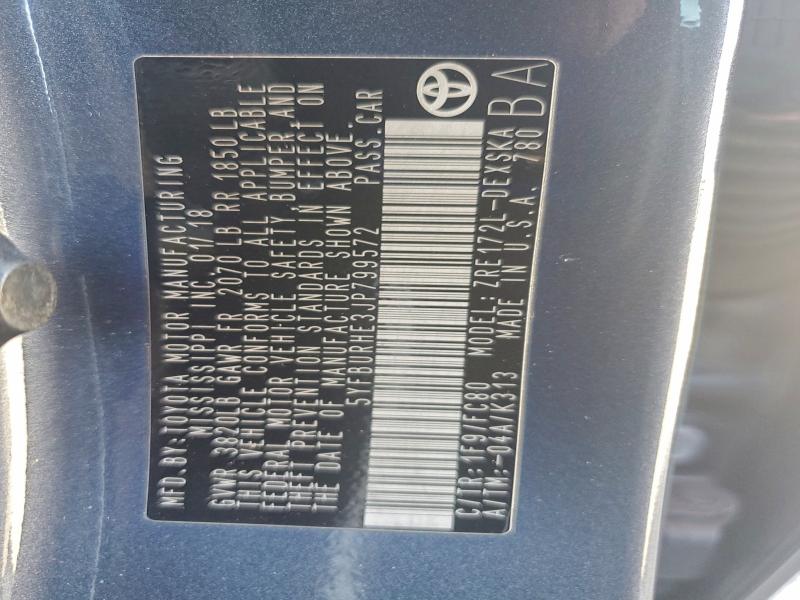 MFD.BY:TOYOTA MOTOR MANUFACTURING
MISSISSIPPI INC. 01/18
GVWR 3820LB GAWR FR 2070 LB RR 1850LB
THIS VEHICLE CONFORMS TO ALL APPLICABLE
FEDERAL MOTOR VEHICLE SAFETY, BUMPER, AND
THEFT PREVENTION STANDARDS IN EFFECT ON
THE DATE OF MANUFACTURE SHOWN ABOVE.
5YFBURHE3JP799572 PASS.CAR
C/TR:1F9/FC80 MODEL:ZRE172L-DEXSKA
A/TM:-04A/K313 MADE IN U.S.A. 780
BA